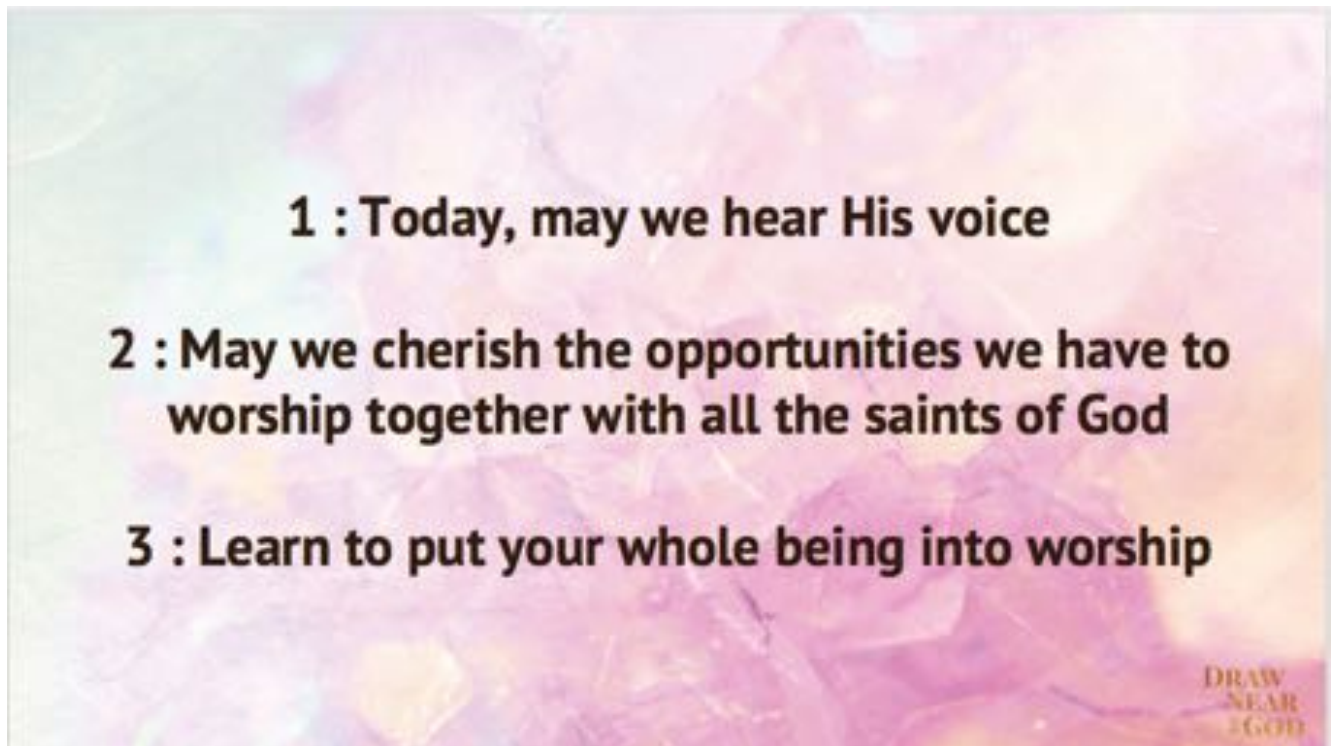 1 : Today, may we hear His voice
2 : May we cherish the opportunities we have to
worship together with all the saints of God
3 : Learn to put your whole being into worship
DRAW
NEAR
TO GOD